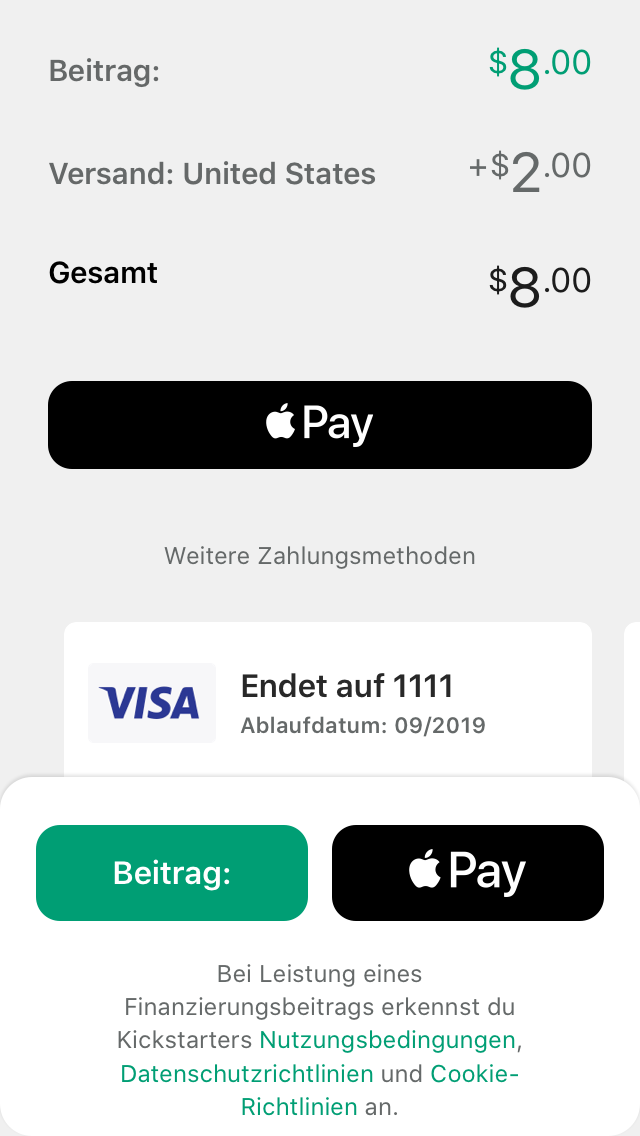 Beitrag: $8.00
Versand: United States +$2.00
Gesamt $8.00
Pay
Weitere Zahlungsmethoden
VISA Endet auf 1111
Ablaufdatum: 09/2019
Beitrag: Pay
Bei Leistung eines
Finanzierungsbeitrags erkennst du
Kickstarters Nutzungsbedingungen,
Datenschutzrichtlinien und Cookie-
Richtlinien an.